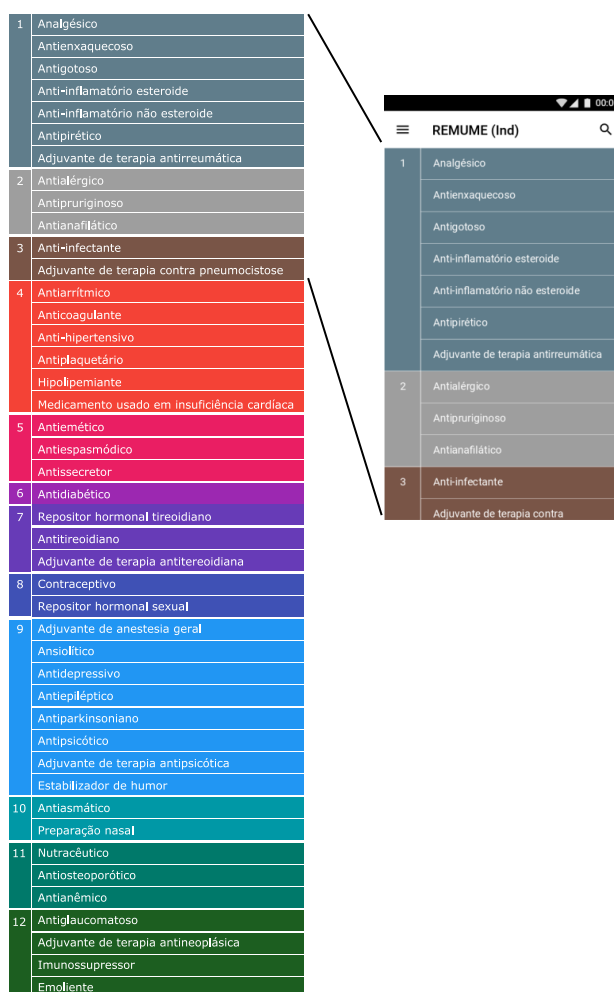 1 Analgésico
Antienxaquecoso
Antigotoso
Anti-inflamatório esteroide
Anti-inflamatório não esteroide
Antipirético
Adjuvante de terapia antirreumática
2 Antialérgico
Antipruriginoso
Antianafilático
3 Anti-infectante
Adjuvante de terapia contra pneumocistose
4 Antiarrítmico
Anticoagulante
Anti-hipertensivo
Antiplaquetário
Hipolipemiante
Medicamento usado em insuficiência cardíaca
5 Antiemético
Antiespasmódico
Antissecretor
6 Antidiabético
7 Repositor hormonal tireoidiano
Antitireoidiano
Adjuvante de terapia antitereoidiana
8 Contraceptivo
Repositor hormonal sexual
9 Adjuvante de anestesia geral
Ansiolítico
Antidepressivo
Antiepiléptico
Antiparkinsoniano
Antipsicótico
Adjuvante de terapia antipsicótica
Estabilizador de humor
10 Antiasmático
Preparação nasal
11 Nutracêutico
Antiosteoporótico
Antianêmico
12 Antiglaucomatoso
Adjuvante de terapia antineoplásica
Imunossupressor
Emoliente
REMUME (Ind)
1 Analgésico
Antienxaquecoso
Antigotoso
Anti-inflamatório esteroide
Anti-inflamatório não esteroide
Antipirético
Adjuvante de terapia antirreumática
2 Antialérgico
Antipruriginoso
Antianafilático
3 Anti-infectante
Adjuvante de terapia contra